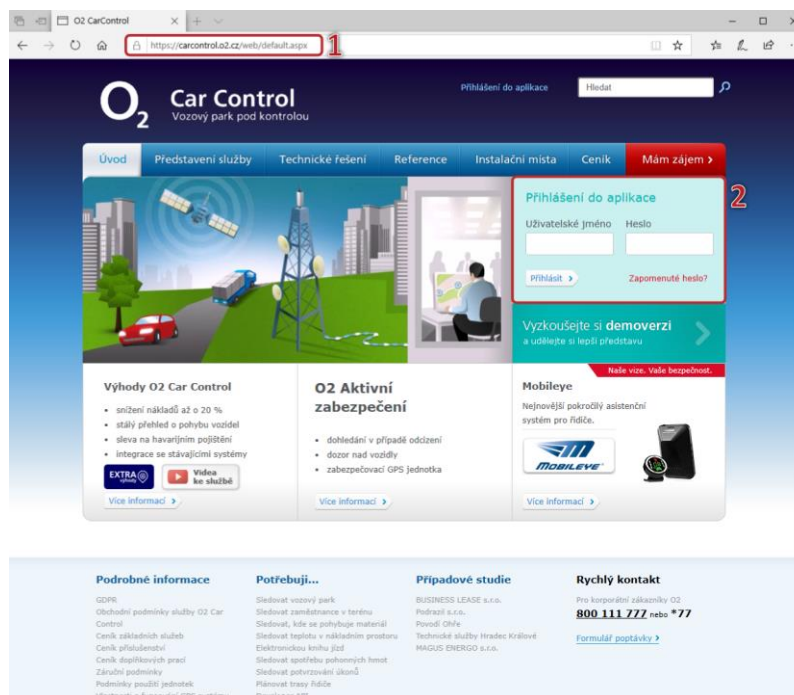 O2 CarControl
https://carcontrol.o2.cz/web/default.aspx
1
O2 Car Control
Vozový park pod kontrolou
Přihlášení do aplikace
Hledat
Úvod
Představení služby
Technické řešení
Reference
Instalační místa
Ceník
Mám zájem
2
Přihlášení do aplikace
Uživatelské jméno
Heslo
Přihlásit
Zapomenuté heslo?
Vyzkoušejte si demoverzi
a udělejte si lepší představu
Výhody O2 Car Control
snížení nákladů až o 20 %
stálý přehled o pohybu vozidel
sleva na havarijním pojištění
integrace se stávajícími systémy
EXTRA
výhody
Videa
ke službě
Více informací
O2 Aktivní
zabezpečení
dohledání v případě odcizení
dozor nad vozidly
zabezpečovací GPS jednotka
Více informací
Naše vize. Vaše bezpečnost.
Mobileye
Nejnovější pokročilý asistenční
systém pro řidiče.
MOBILEYE
Více informací
Podrobné informace
GDPR
Obchodní podmínky služby O2 Car
Control
Ceník základních služeb
Ceník příslušenství
Ceník doplňkových prací
Záruční podmínky
Podmínky použití jednotek
Potřebuji...
Sledovat vozový park
Sledovat zaměstnance v terénu
Sledovat, kde se pohybuje materiál
Sledovat teplotu v nákladním prostoru
Elektronickou knihu jízd
Sledovat spotřebu pohonných hmot
Sledovat potvrzování úkonů
Plánovat trasy řidiče
Případové studie
BUSINESS LEASE s.r.o.
Podrazil s.r.o.
Povodí Ohře
Technické služby Hradec Králové
MAGUS ENERGO s.r.o.
Rychlý kontakt
Pro korporátní zákazníky O2
800 111 777 nebo *77
Formulář poptávky